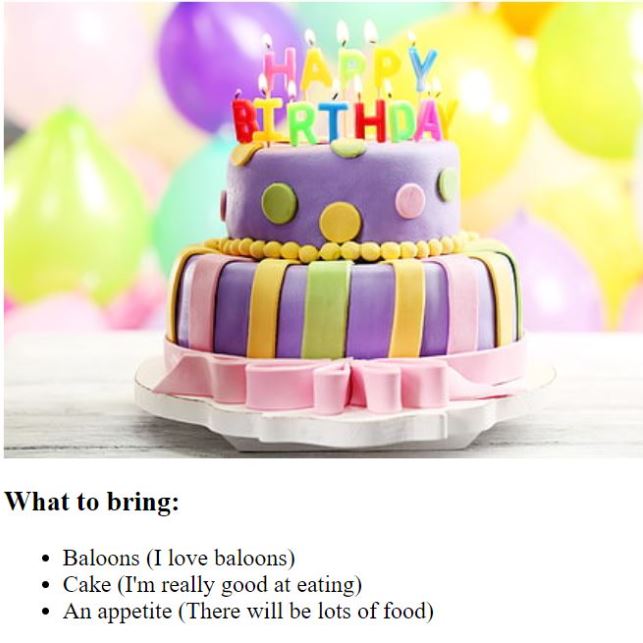 HAPPY
BIRTHDAY
What to bring:
Baloons (I love baloons)
Cake (I'm really good at eating)
An appetite (There will be lots of food)